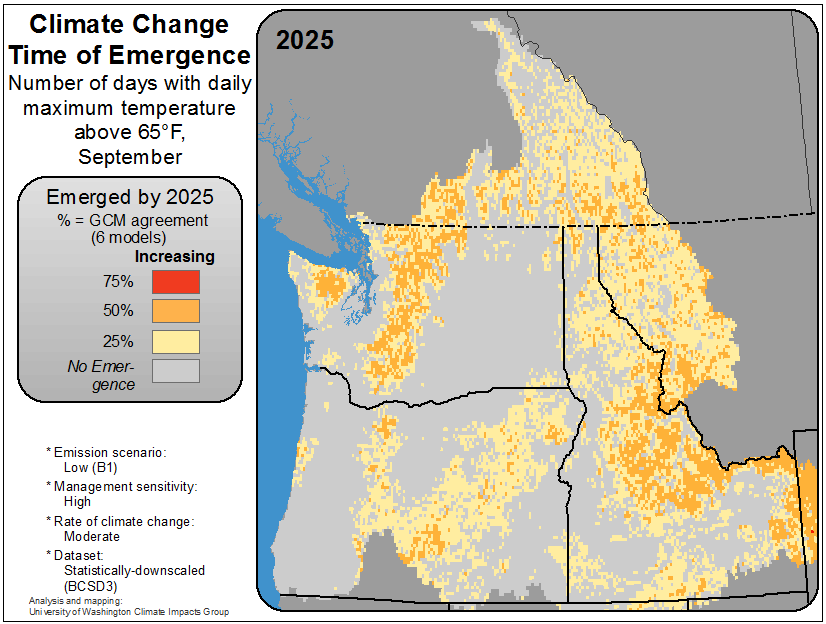 Climate Change
Time of Emergence
Number of days with daily
maximum temperature
above 65°F,
September
2025
Emerged by 2025
% = GCM agreement
(6 models)
Increasing
75%
50%
25%
No Emer-
gence
* Emission scenario:
Low (B1)
* Management sensitivity:
High
* Rate of climate change:
Moderate
* Dataset:
Statistically-downscaled
(BCSD3)
Analysis and mapping:
University of Washington Climate Impacts Group